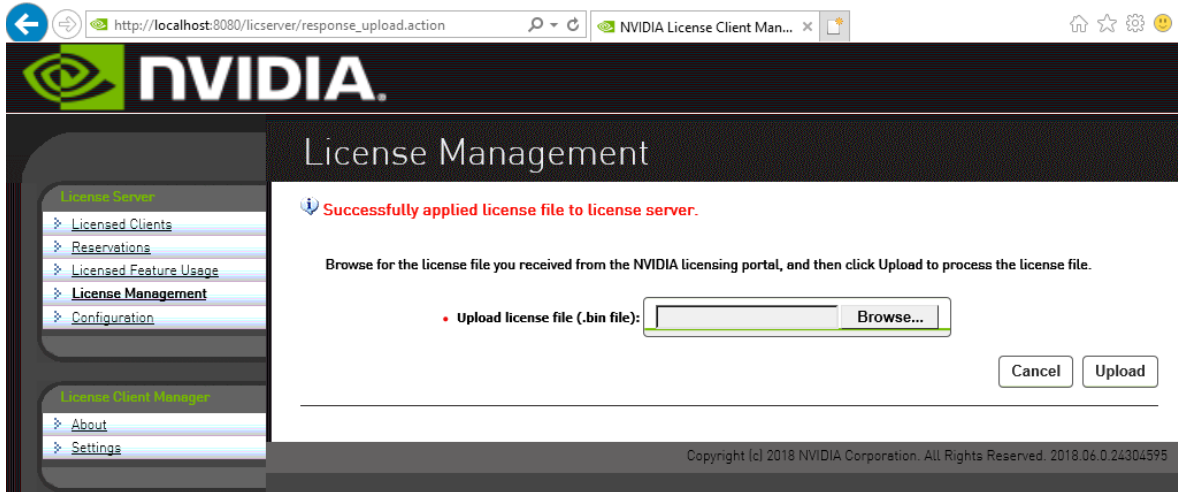 http://localhost:8080/licserver/response_upload.action
NVIDIA License Client Man...
NVIDIA.
License Management
License Server
Licensed Clients
Reservations
Licensed Feature Usage
License Management
Configuration
Successfully applied license file to license server.
Browse for the license file you received from the NVIDIA licensing portal, and then click Upload to process the license file.
Upload license file (.bin file):
Browse...
Cancel
Upload
License Client Manager
About
Settings
Copyright (c) 2018 NVIDIA Corporation. All Rights Reserved. 2018.06.0.24304595